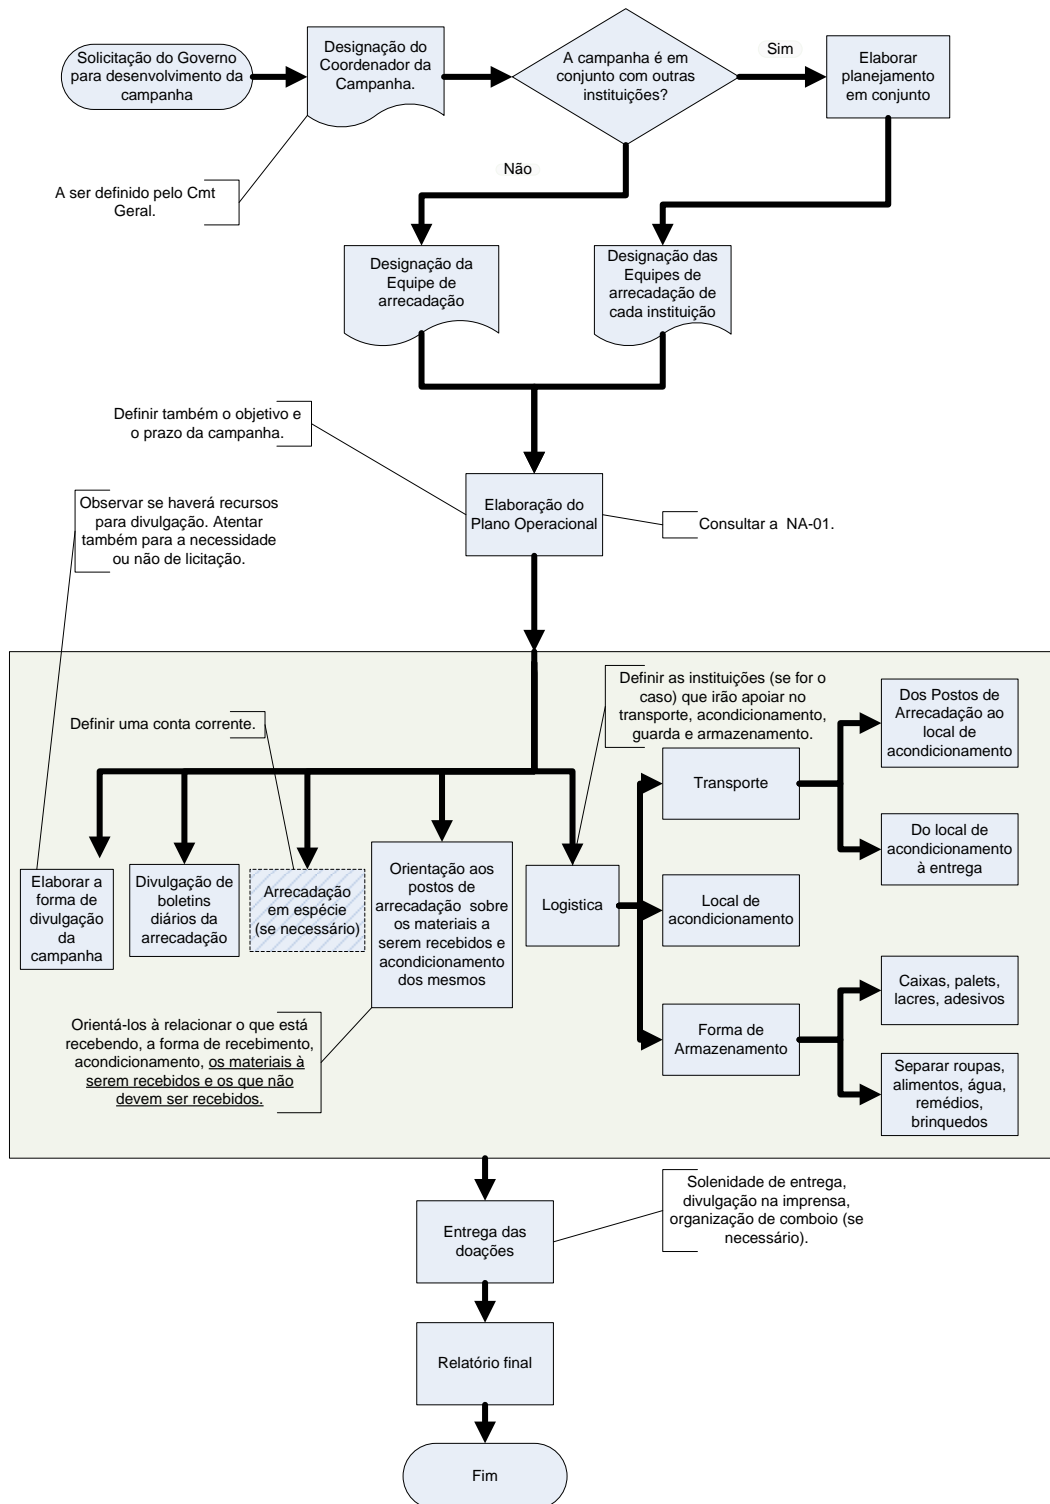 Solicitação do Governo
para desenvolvimento da
campanha
Designação do
Coordenador da
Campanha.
A campanha é em
conjunto com outras
instituições?
Sim
Elaborar
planejamento
em conjunto
Não
A ser definido pelo Cmt
Geral.
Designação da
Equipe de
arrecadação
Designação das
Equipes de
arrecadação de
cada instituição
Definir também o objetivo e
o prazo da campanha.
Elaboração do
Plano Operacional
Consultar a NA-01.
Observar se haverá recursos
para divulgação. Atentar
também para a necessidade
ou não de licitação.
Definir uma conta corrente.
Definir as instituições (se for o
caso) que irão apoiar no
transporte, acondicionamento,
guarda e armazenamento.
Dos Postos de
Arrecadação ao
local de
acondicionamento
Transporte
Do local de
acondicionamento
à entrega
Elaborar a
forma de
divulgação
da
campanha
Divulgação de
boletins
diários da
arrecadação
Arrecadação
em espécie
(se necessário)
Orientação aos
postos de
arrecadação sobre
os materiais a
serem recebidos e
acondicionamento
dos mesmos
Logistica
Local de
acondicionamento
Caixas, palets,
lacres, adesivos
Forma de
Armazenamento
Separar roupas,
alimentos, água,
remédios,
brinquedos
Orientá-los à relacionar o que está
recebendo, a forma de recebimento,
acondicionamento, os materiais à
serem recebidos e os que não
devem ser recebidos.
Solenidade de entrega,
divulgação na imprensa,
organização de comboio (se
necessário).
Entrega das
doações
Relatório final
Fim